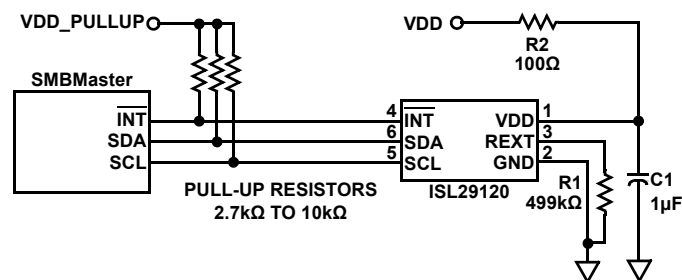 VDD_PULLUP
VDD
R2
100Ω
SMBMaster
INT
SDA
SCL
4
6
5
INT
SDA
SCL
VDD
REXT
GND
1
3
2
ISL29120
PULL-UP RESISTORS
2.7kΩ TO 10kΩ
R1
499kΩ
C1
1µF